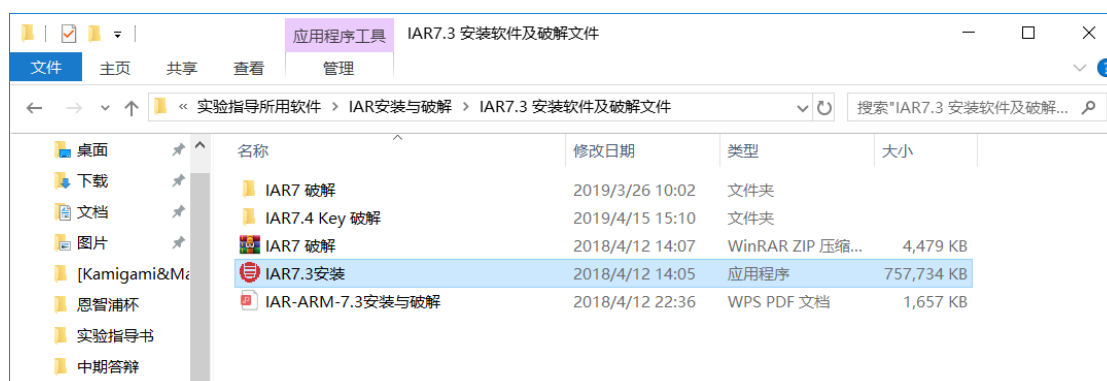 应用程序工具 IAR7.3 安装软件及破解文件
文件 主页 共享 查看 管理
« 实验指导所用软件 > IAR安装与破解 > IAR7.3 安装软件及破解文件 搜索"IAR7.3 安装软件及破解...
桌面 名称 修改日期 类型 大小
下载 IAR7 破解 2019/3/26 10:02 文件夹
文档 IAR7.4 Key 破解 2019/4/15 15:10 文件夹
图片 IAR7 破解 2018/4/12 14:07 WinRAR ZIP 压缩... 4,479 KB
[Kamigami&Ma IAR7.3安装 2018/4/12 14:05 应用程序 757,734 KB
恩智浦杯 IAR-ARM-7.3安装与破解 2018/4/12 22:36 WPS PDF 文档 1,657 KB
实验指导书
中期答辩